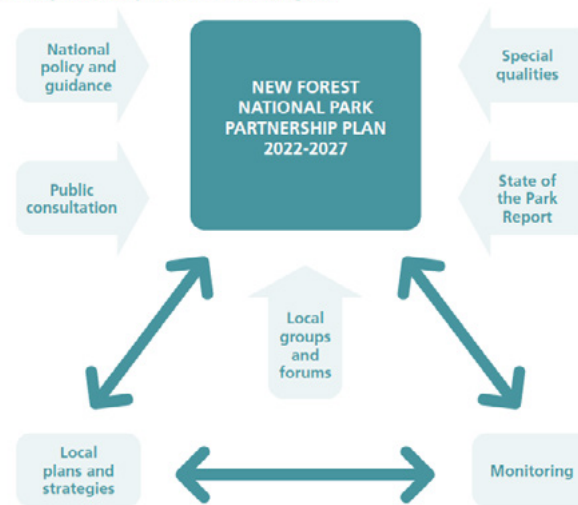 National
policy and
guidance
NEW FOREST
NATIONAL PARK
PARTNERSHIP PLAN
2022-2027
Special
qualities
Public
consultation
State of
the Park
Report
Local
groups
and
forums
Local
plans and
strategies
Monitoring